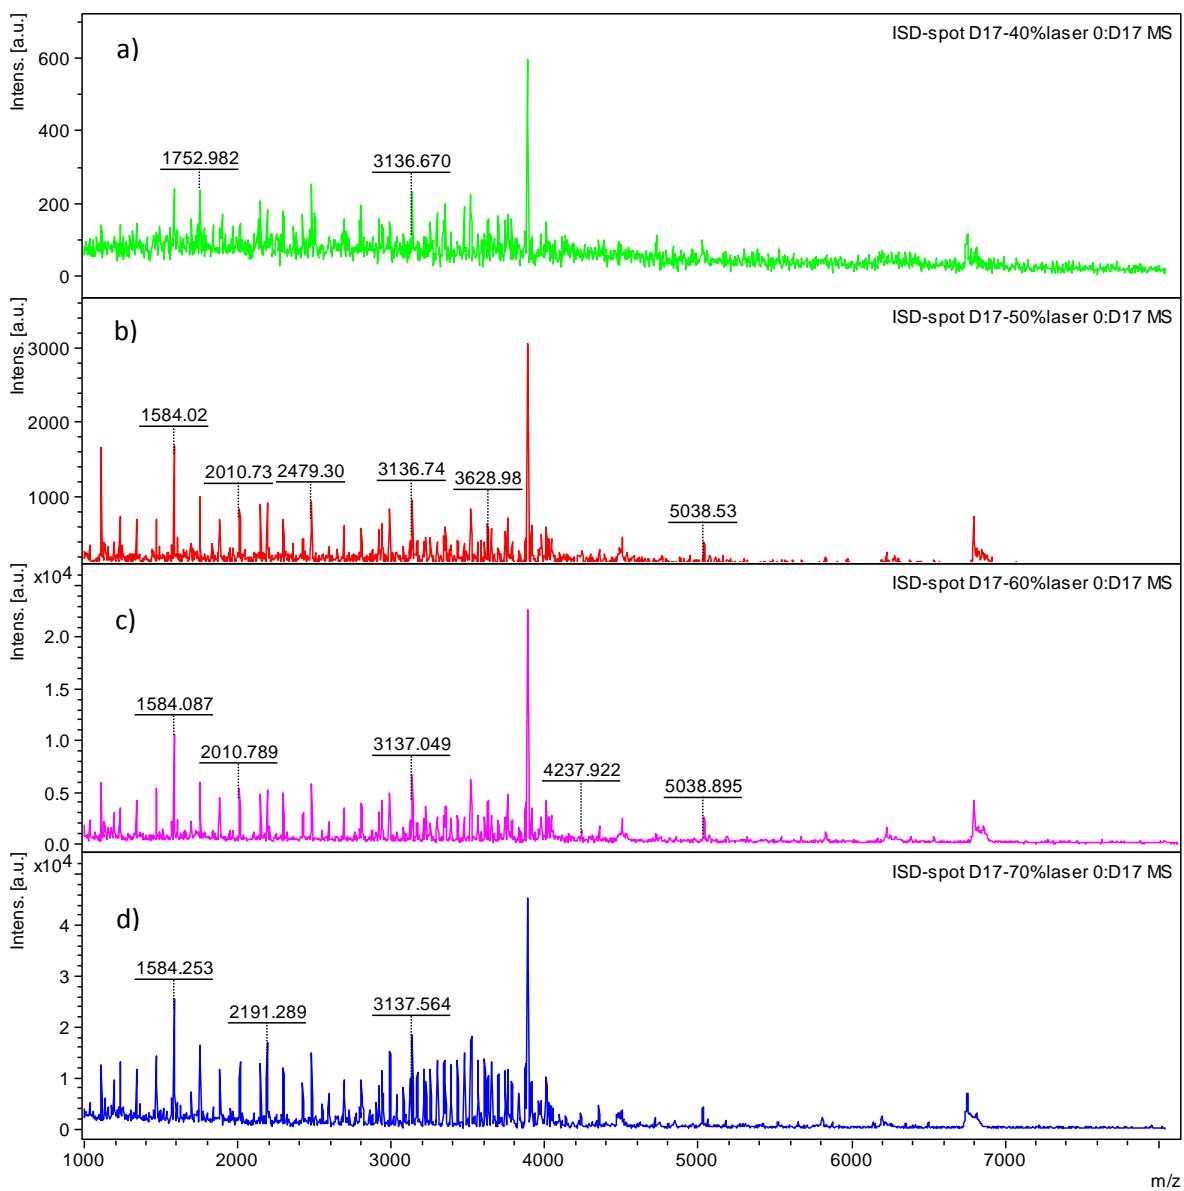 ISD-spot D17-40%laser 0:D17 MS
a)
Intens. [a.u.]
600
400
200
0
1752.982
3136.670
ISD-spot D17-50%laser 0:D17 MS
b)
Intens. [a.u.]
3000
2000
1000
1584.02
2010.73
2479.30
3136.74
3628.98
5038.53
ISD-spot D17-60%laser 0:D17 MS
c)
Intens. [a.u.]
x10^4
2.0
1.5
1.0
0.5
0.0
1584.087
2010.789
3137.049
4237.922
5038.895
ISD-spot D17-70%laser 0:D17 MS
d)
Intens. [a.u.]
x10^4
4
3
2
1
0
1584.253
2191.289
3137.564
1000 2000 3000 4000 5000 6000 7000
m/z